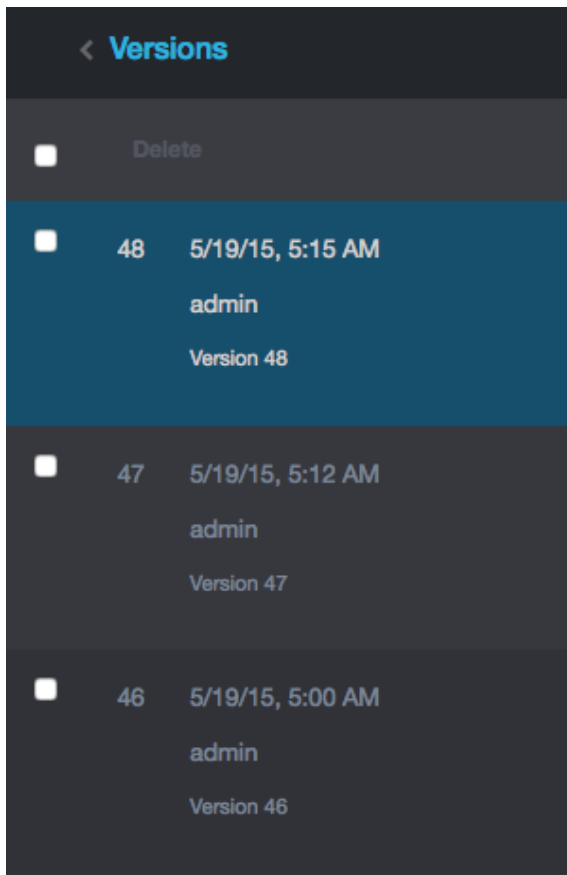 Versions
Delete
48 5/19/15, 5:15 AM
admin
Version 48
47 5/19/15, 5:12 AM
admin
Version 47
46 5/19/15, 5:00 AM
admin
Version 46